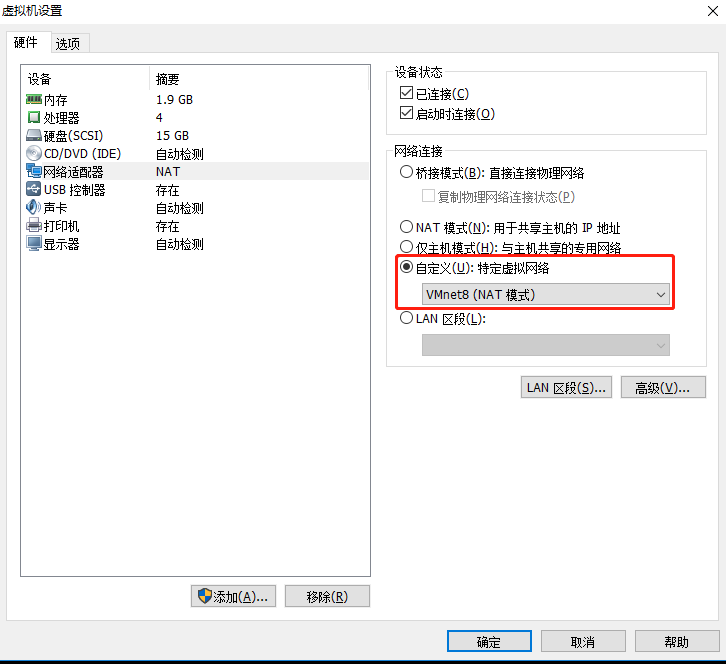 虚拟机设置
硬件 选项
设备 摘要
内存 1.9 GB
处理器 4
硬盘(SCSI) 15 GB
CD/DVD (IDE) 自动检测
网络适配器 NAT
USB 控制器 存在
声卡 自动检测
打印机 存在
显示器 自动检测
添加(A)... 移除(R)
设备状态
已连接(C)
启动时连接(O)
网络连接
桥接模式(B): 直接连接物理网络
复制物理网络连接状态(P)
NAT 模式(N): 用于共享主机的 IP 地址
仅主机模式(H): 与主机共享的专用网络
自定义(U): 特定虚拟网络
VMnet8 (NAT 模式)
LAN 区段(L):
LAN 区段(S)... 高级(V)...
确定 取消 帮助